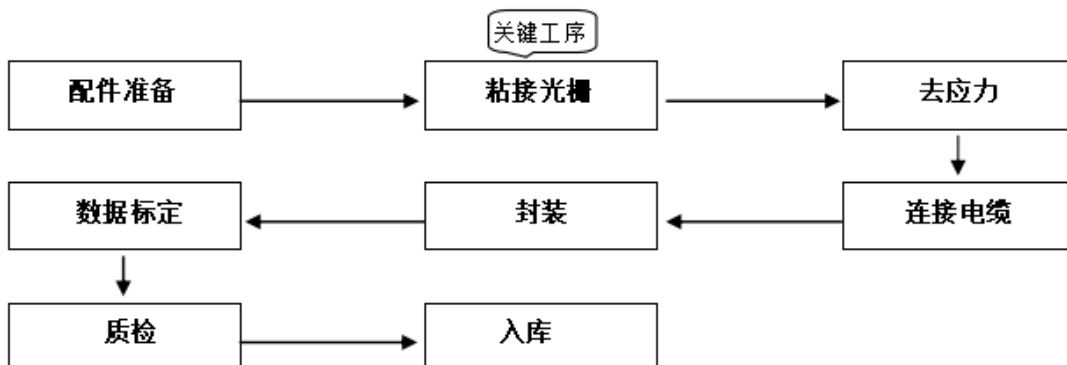 关键工序
配件准备
粘接光栅
去应力
连接电缆
封装
数据标定
质检
入库